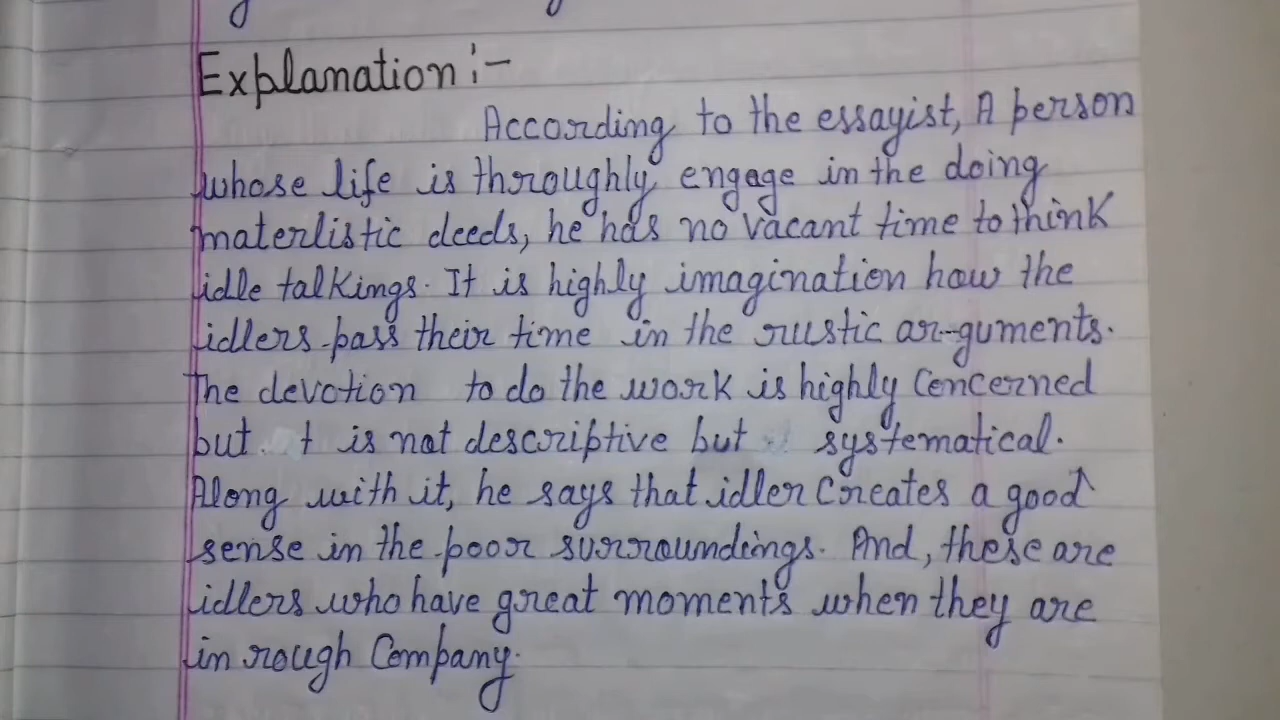 Explanation :-
According to the essayist, A person
whose life is throughly engage in the doing
materlistic deeds, he has no vacant time to think
idle talkings. It is highly imagination how the
idlers pass their time in the rustic ar-guments.
The devotion to do the work is highly Concerned
but t is not descriptive but systematical.
Along with it, he says that idler Creates a good
sense in the poor surroundings. And, these are
idlers who have great moments when they are
in rough Company.